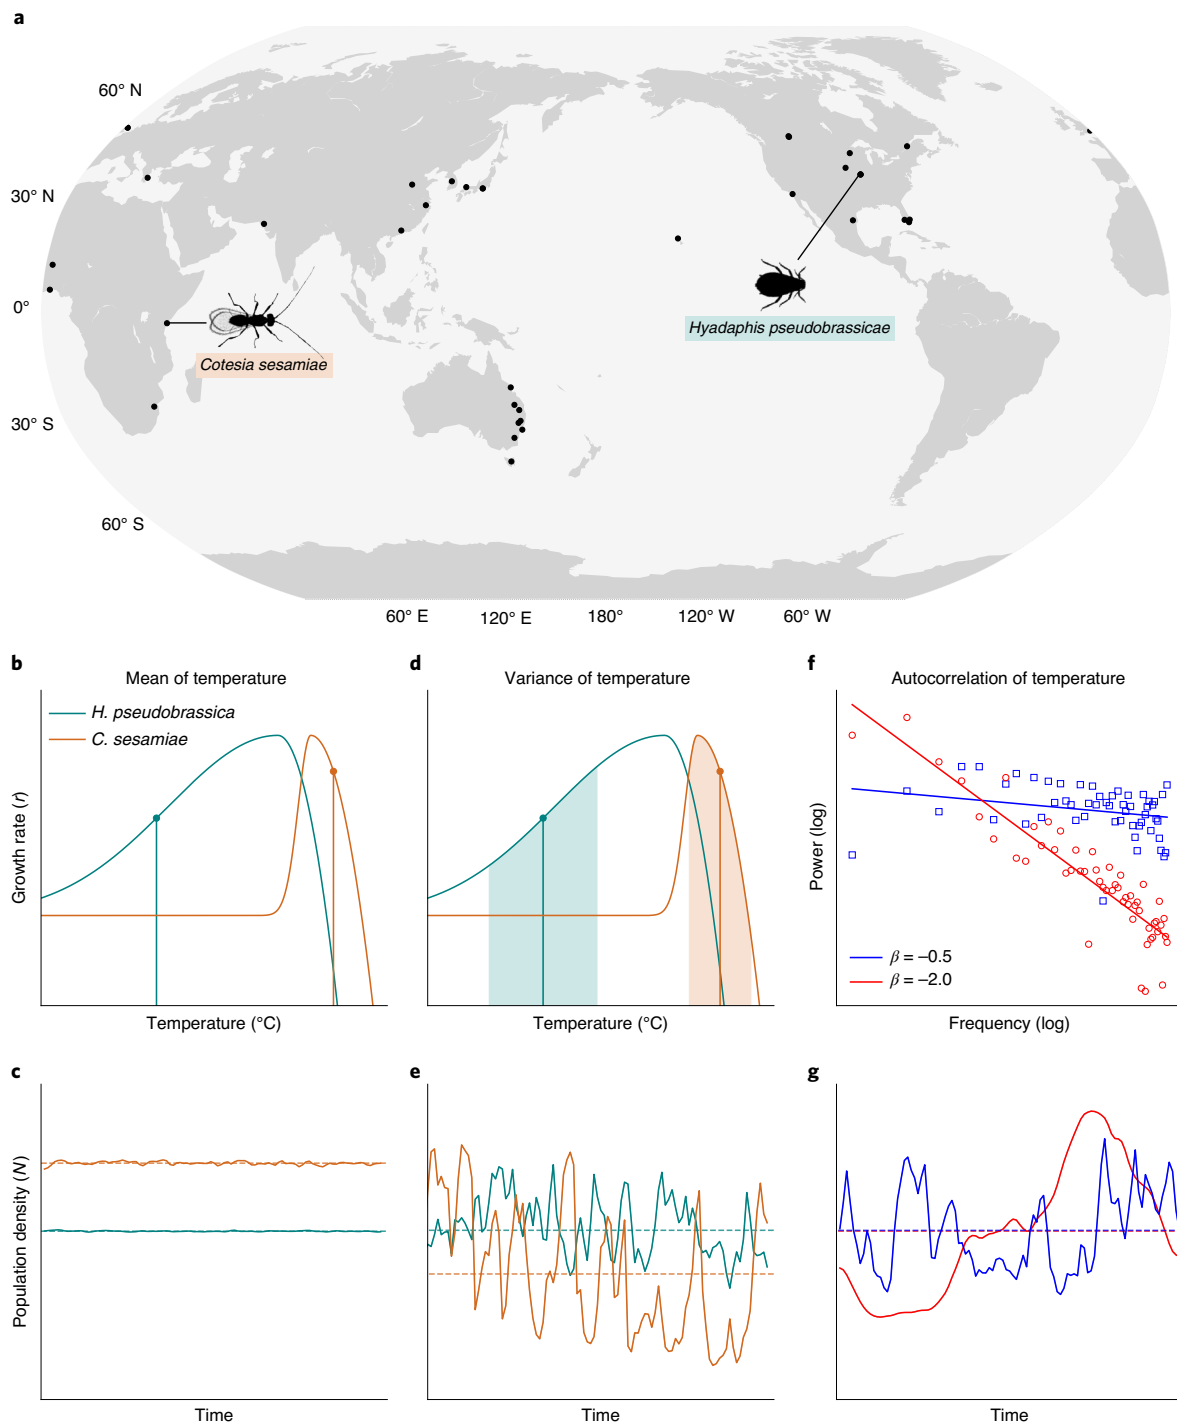 a
60° N
30° N
0°
30° S
60° S
Hyadaphis pseudobrassicae
Cotesia sesamiae
60° E
120° E
180°
120° W
60° W
b
Mean of temperature
H. pseudobrassica
C. sesamiae
Growth rate (r)
Temperature (°C)
d
Variance of temperature
Temperature (°C)
f
Autocorrelation of temperature
Power (log)
β = –0.5
β = –2.0
Frequency (log)
c
Population density (N)
Time
e
Time
g
Time